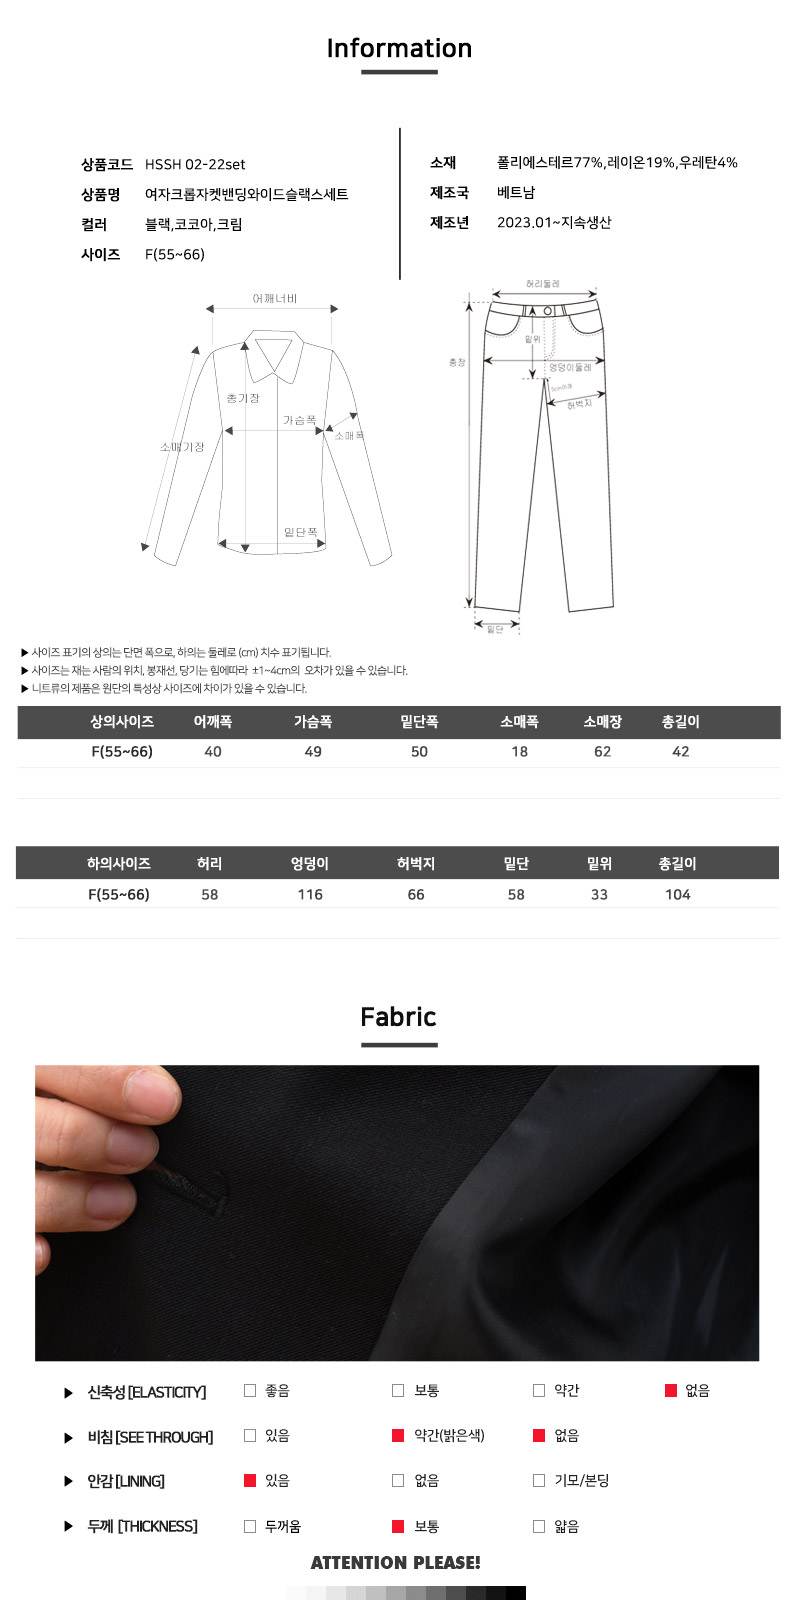 Information
상품코드 HSSH 02-22set
상품명 여자크롭자켓밴딩와이드슬랙스세트
컬러 블랙,코코아,크림
사이즈 F(55~66)
소재 폴리에스테르77%,레이온19%,우레탄4%
제조국 베트남
제조년 2023.01~지속생산
어깨너비
총기장
가슴폭
소매폭
소매기장
밑단폭
허리둘레
밑위
총장
엉덩이둘레
허벅지
밑단
▶ 사이즈 표기의 상의는 단면 폭으로, 하의는 둘레로 (cm) 치수 표기됩니다.
▶ 사이즈는 재는 사람의 위치, 봉재선, 당기는 힘에따라 ±1~4cm의 오차가 있을 수 있습니다.
▶ 니트류의 제품은 원단의 특성상 사이즈에 차이가 있을 수 있습니다.
상의사이즈 어깨폭 가슴폭 밑단폭 소매폭 소매장 총길이
F(55~66) 40 49 50 18 62 42
하의사이즈 허리 엉덩이 허벅지 밑단 밑위 총길이
F(55~66) 58 116 66 58 33 104
Fabric
▶ 신축성 [ELASTICITY] 좋음 보통 약간 없음
▶ 비침 [SEE THROUGH] 있음 약간(밝은색) 없음
▶ 안감 [LINING] 있음 없음 기모/본딩
▶ 두께 [THICKNESS] 두꺼움 보통 얇음
ATTENTION PLEASE!